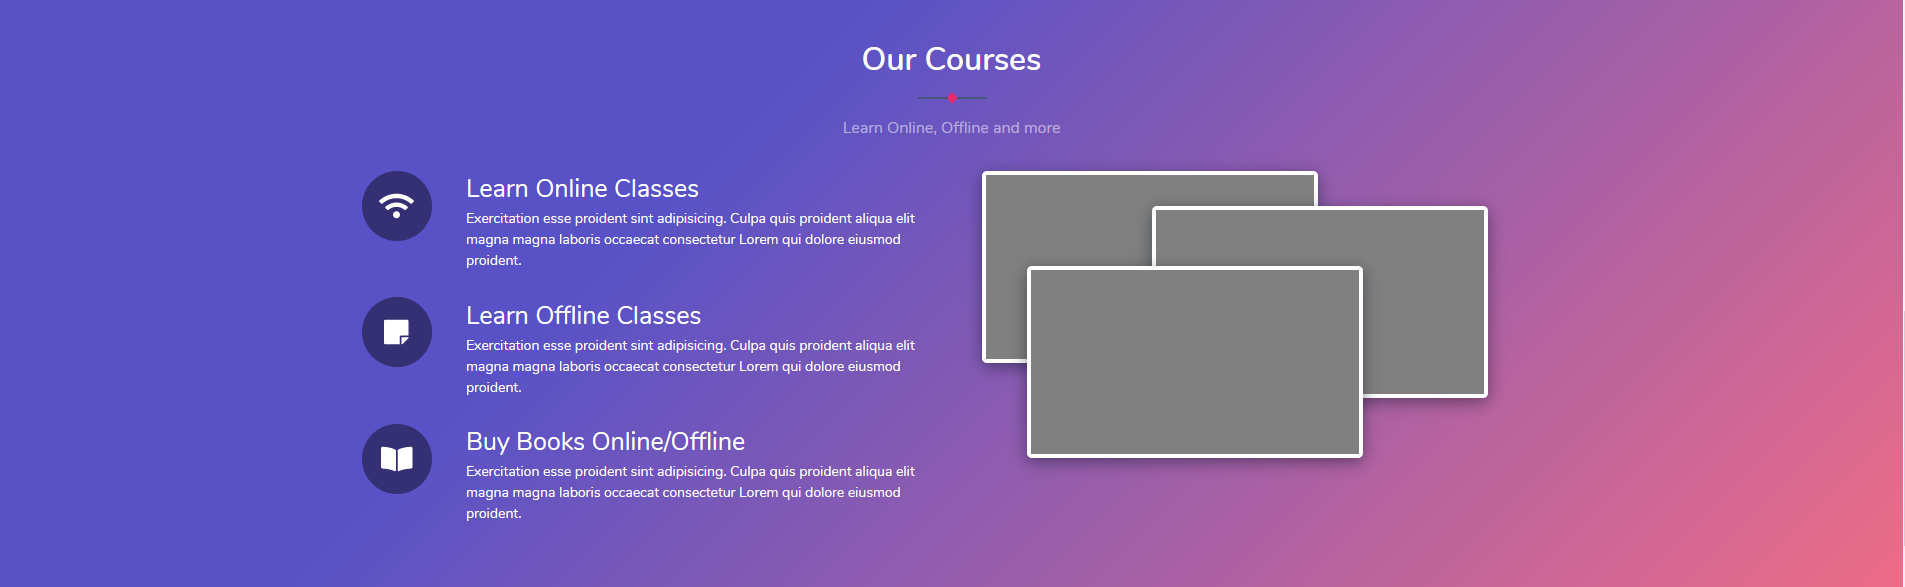 Our Courses
Learn Online, Offline and more
Learn Online Classes
Exercitation esse proident sint adipisicing. Culpa quis proident aliqua elit
magna magna laboris occaecat consectetur Lorem qui dolore eiusmod
proident.
Learn Offline Classes
Exercitation esse proident sint adipisicing. Culpa quis proident aliqua elit
magna magna laboris occaecat consectetur Lorem qui dolore eiusmod
proident.
Buy Books Online/Offline
Exercitation esse proident sint adipisicing. Culpa quis proident aliqua elit
magna magna laboris occaecat consectetur Lorem qui dolore eiusmod
proident.